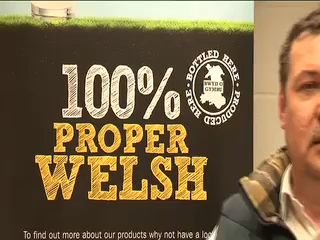 100%
PROPER
WELSH
BOTTLED HERE • PRODUCED HERE •
BWYD O
GYMRU
To find out more about our products why not have a loo